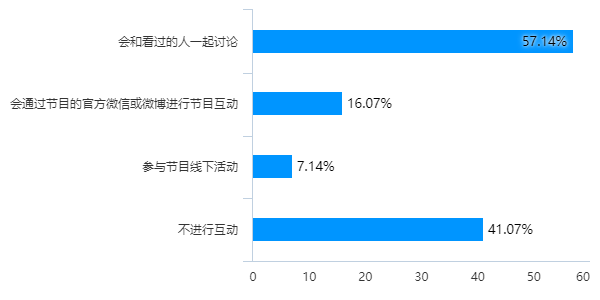 会和看过的人一起讨论
57.14%
会通过节目的官方微信或微博进行节目互动
16.07%
参与节目线下活动
7.14%
不进行互动
41.07%
0 10 20 30 40 50 60